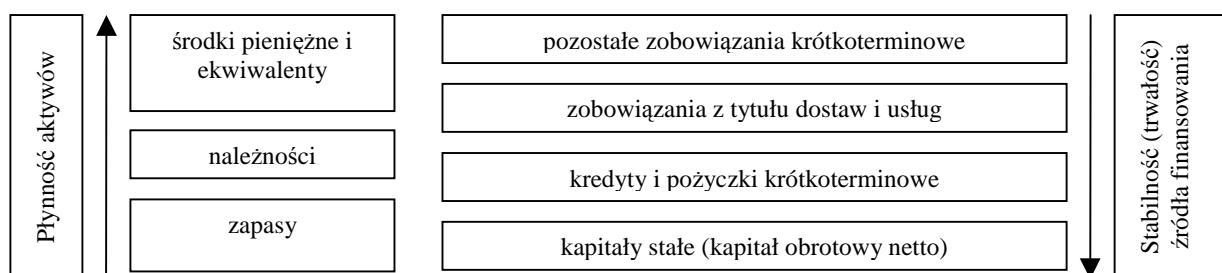 Płynność aktywów
środki pieniężne i
ekwiwalenty
należności
zapasy
pozostałe zobowiązania krótkoterminowe
zobowiązania z tytułu dostaw i usług
kredyty i pożyczki krótkoterminowe
kapitały stałe (kapitał obrotowy netto)
Stabilność (trwałość)
źródła finansowania